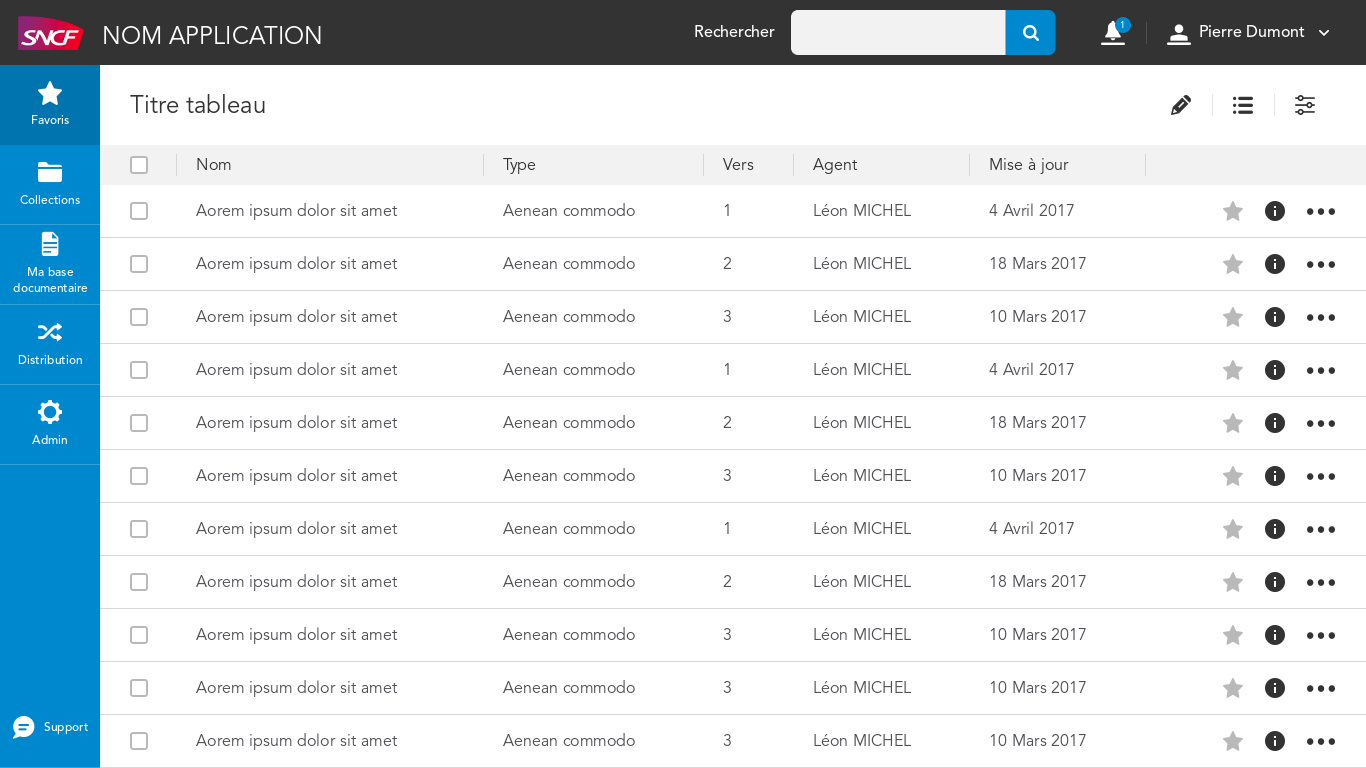 SNCF NOM APPLICATION Rechercher 1 Pierre Dumont
Favoris
Collections
Ma base
documentaire
Distribution
Admin
Support
Titre tableau
Nom Type Vers Agent Mise à jour
Aorem ipsum dolor sit amet Aenean commodo 1 Léon MICHEL 4 Avril 2017
Aorem ipsum dolor sit amet Aenean commodo 2 Léon MICHEL 18 Mars 2017
Aorem ipsum dolor sit amet Aenean commodo 3 Léon MICHEL 10 Mars 2017
Aorem ipsum dolor sit amet Aenean commodo 1 Léon MICHEL 4 Avril 2017
Aorem ipsum dolor sit amet Aenean commodo 2 Léon MICHEL 18 Mars 2017
Aorem ipsum dolor sit amet Aenean commodo 3 Léon MICHEL 10 Mars 2017
Aorem ipsum dolor sit amet Aenean commodo 1 Léon MICHEL 4 Avril 2017
Aorem ipsum dolor sit amet Aenean commodo 2 Léon MICHEL 18 Mars 2017
Aorem ipsum dolor sit amet Aenean commodo 3 Léon MICHEL 10 Mars 2017
Aorem ipsum dolor sit amet Aenean commodo 3 Léon MICHEL 10 Mars 2017
Aorem ipsum dolor sit amet Aenean commodo 3 Léon MICHEL 10 Mars 2017